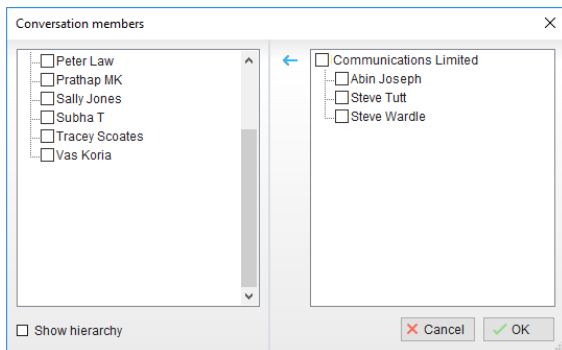 Conversation members
Peter Law
Prathap MK
Sally Jones
Subha T
Tracey Scoates
Vas Koria
Communications Limited
Abin Joseph
Steve Tutt
Steve Wardle
Show hierarchy
Cancel
OK